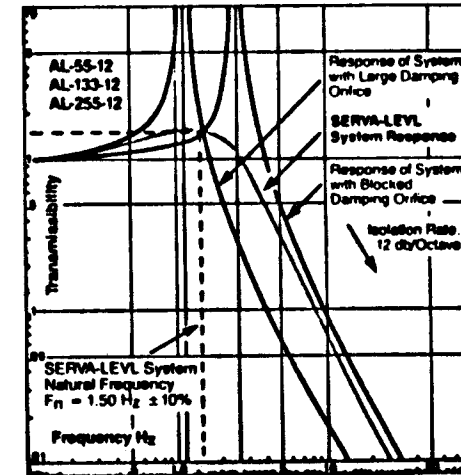 AL-55-12
AL-133-12
AL-255-12
Response of System
with Large Damping
Orifice
SERVA-LEVL
System Response
Response of System
with Blocked
Damping Orifice
Isolation Rate.
12 db/Octave
Transmissibility
SERVA-LEVL System
Natural Frequency
Fn = 1.50 Hz ±10%
Frequency Hz